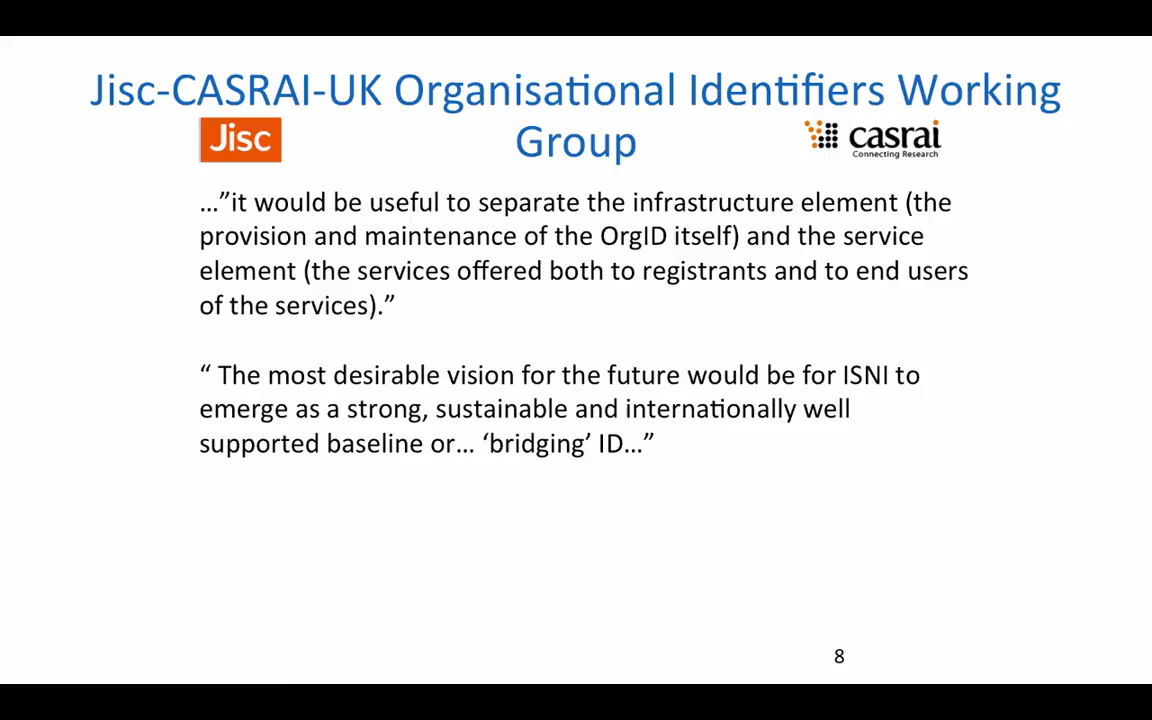 Jisc-CASRAI-UK Organisational Identifiers Working
Group
Jisc
casrai
Connecting Research
…”it would be useful to separate the infrastructure element (the
provision and maintenance of the OrgID itself) and the service
element (the services offered both to registrants and to end users
of the services).”
“ The most desirable vision for the future would be for ISNI to
emerge as a strong, sustainable and internationally well
supported baseline or… ‘bridging’ ID…”
8